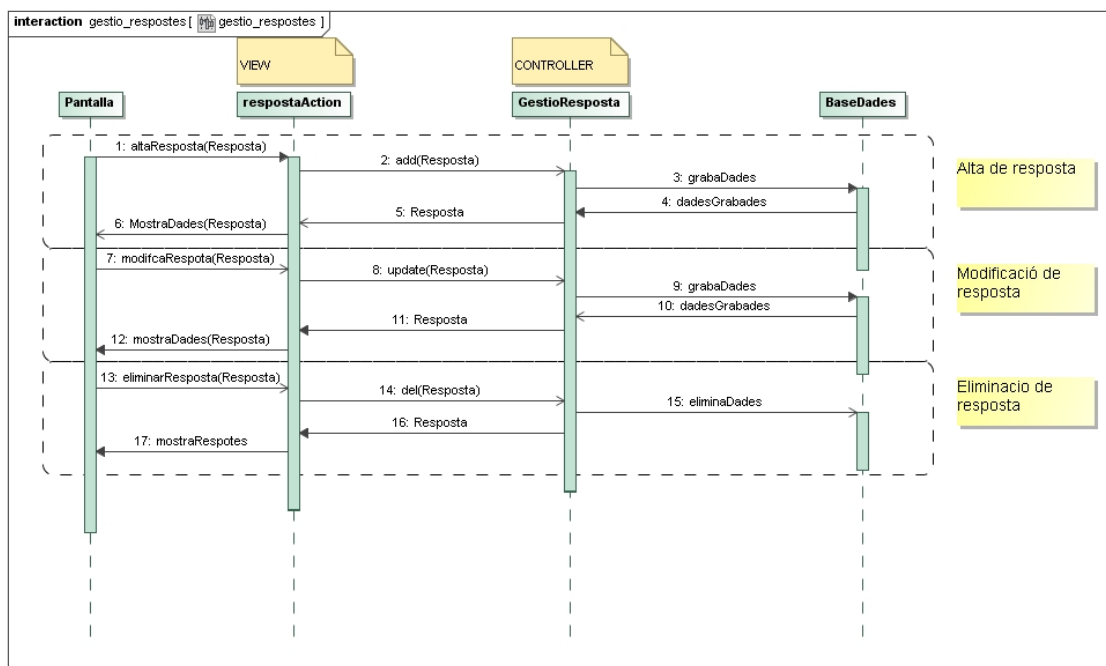 interaction gestio_respostes [ gestio_respostes ]
VIEW
CONTROLLER
Pantalla
respostaAction
GestioResposta
BaseDades
1: altaResposta(Resposta)
2: add(Resposta)
3: grabaDades
4: dadesGrabades
5: Resposta
6: MostraDades(Resposta)
Alta de resposta
7: modifcaRespota(Resposta)
8: update(Resposta)
9: grabaDades
10: dadesGrabades
11: Resposta
12: mostraDades(Resposta)
Modificació de
resposta
13: eliminarResposta(Resposta)
14: del(Resposta)
15: eliminaDades
16: Resposta
17: mostraRespotes
Eliminacio de
resposta